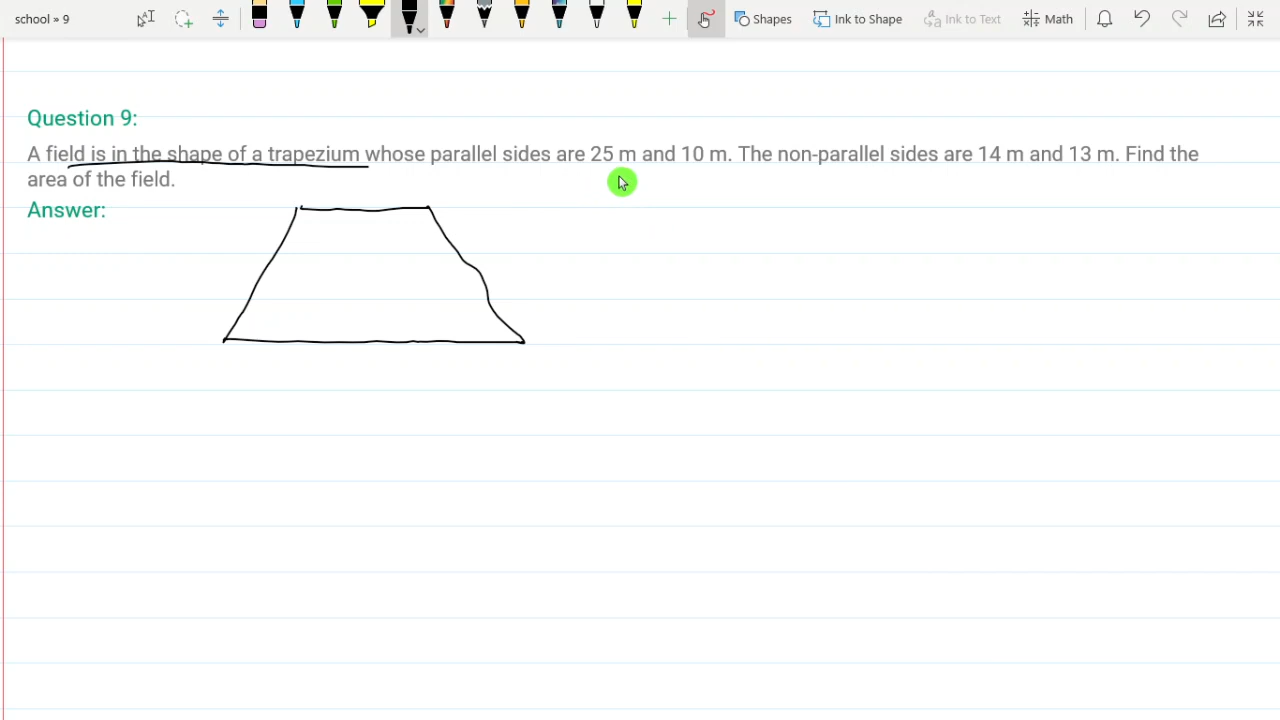 school » 9
Shapes
Ink to Shape
Ink to Text
Math
Question 9:
A field is in the shape of a trapezium whose parallel sides are 25 m and 10 m. The non-parallel sides are 14 m and 13 m. Find the
area of the field.
Answer: